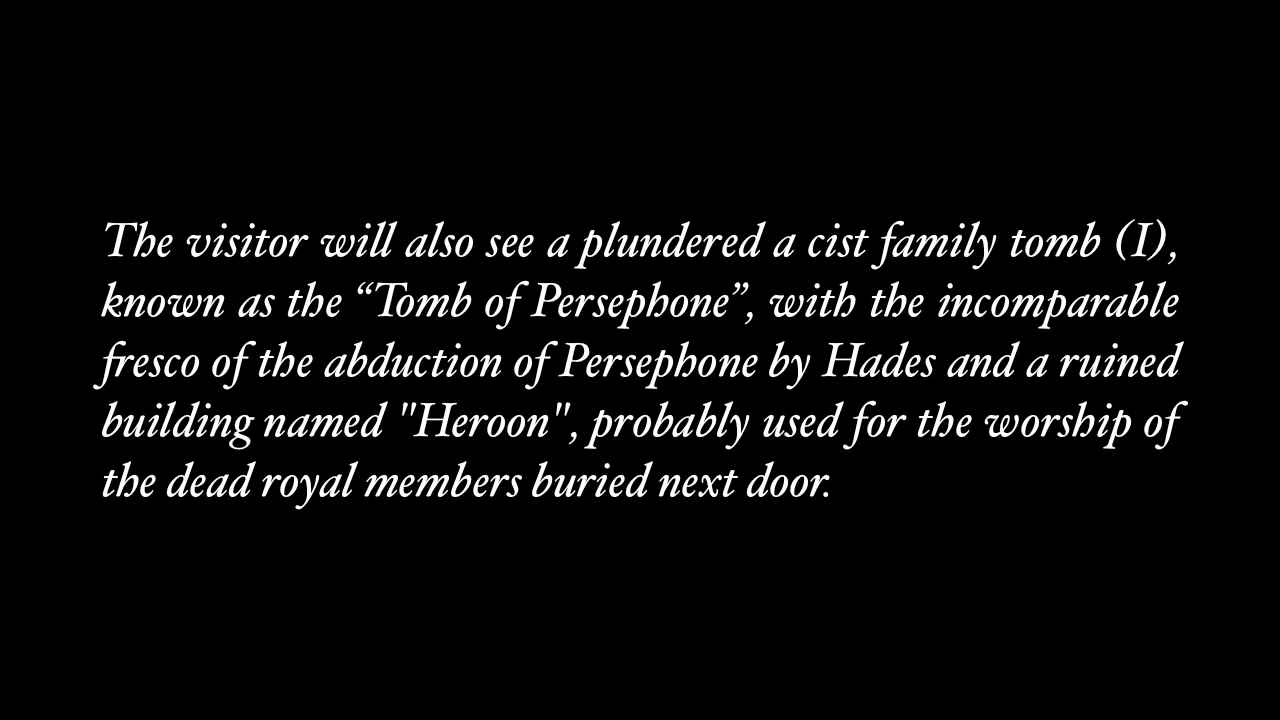 The visitor will also see a plundered a cist family tomb (I),
known as the “Tomb of Persephone”, with the incomparable
fresco of the abduction of Persephone by Hades and a ruined
building named "Heroon", probably used for the worship of
the dead royal members buried next door.